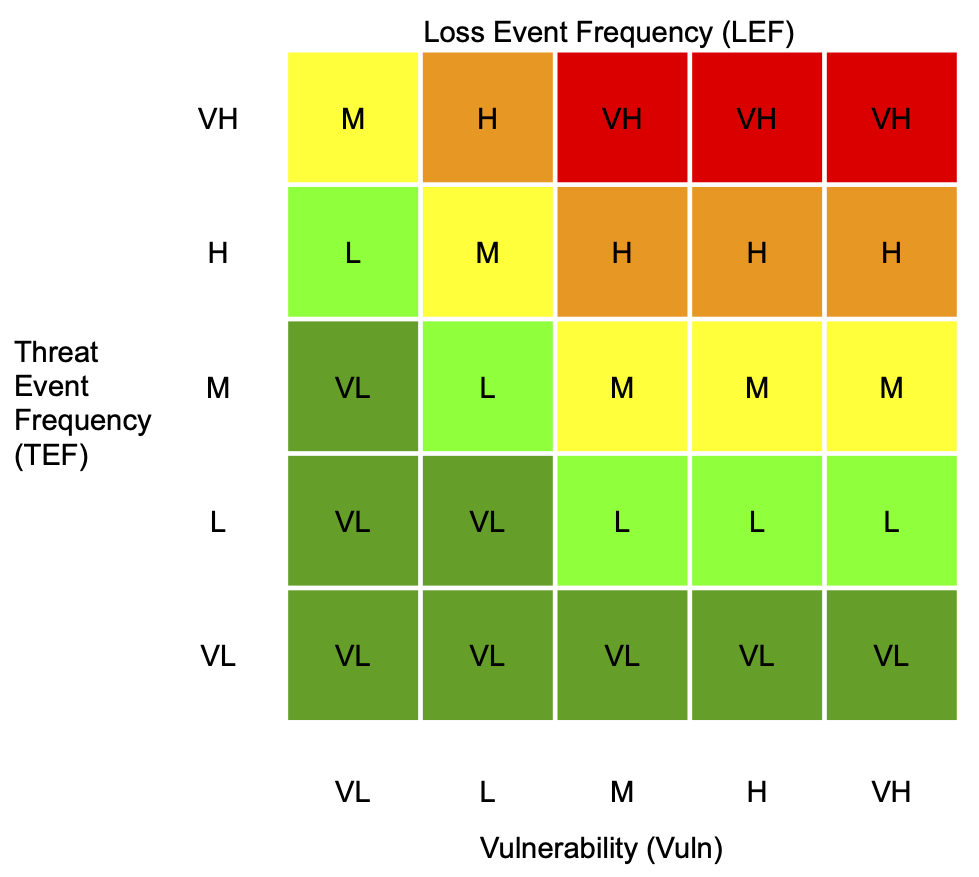 Loss Event Frequency (LEF)
VH M H VH VH VH
H L M H H H
Threat
Event
Frequency
(TEF)
M VL L M M M
L VL VL L L L
VL VL VL VL VL VL
VL L M H VH
Vulnerability (Vuln)